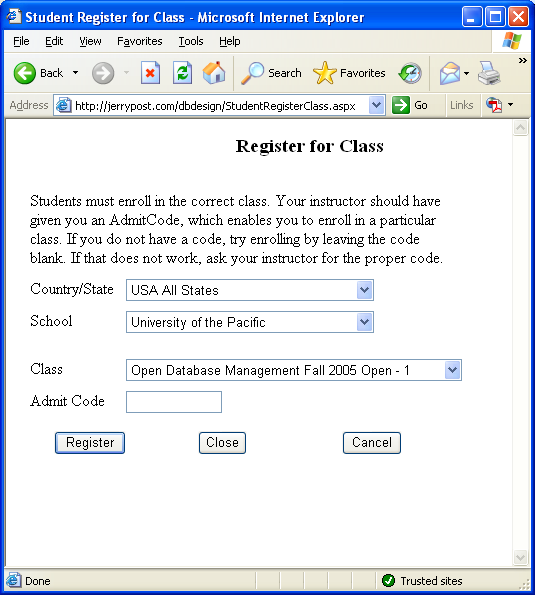 Student Register for Class - Microsoft Internet Explorer
File Edit View Favorites Tools Help
Back Search Favorites »
Address http://jerrypost.com/dbdesign/StudentRegisterClass.aspx Go Links »
Register for Class
Students must enroll in the correct class. Your instructor should have
given you an AdmitCode, which enables you to enroll in a particular
class. If you do not have a code, try enrolling by leaving the code
blank. If that does not work, ask your instructor for the proper code.
Country/State USA All States
School University of the Pacific
Class Open Database Management Fall 2005 Open - 1
Admit Code
Register Close Cancel
Done Trusted sites